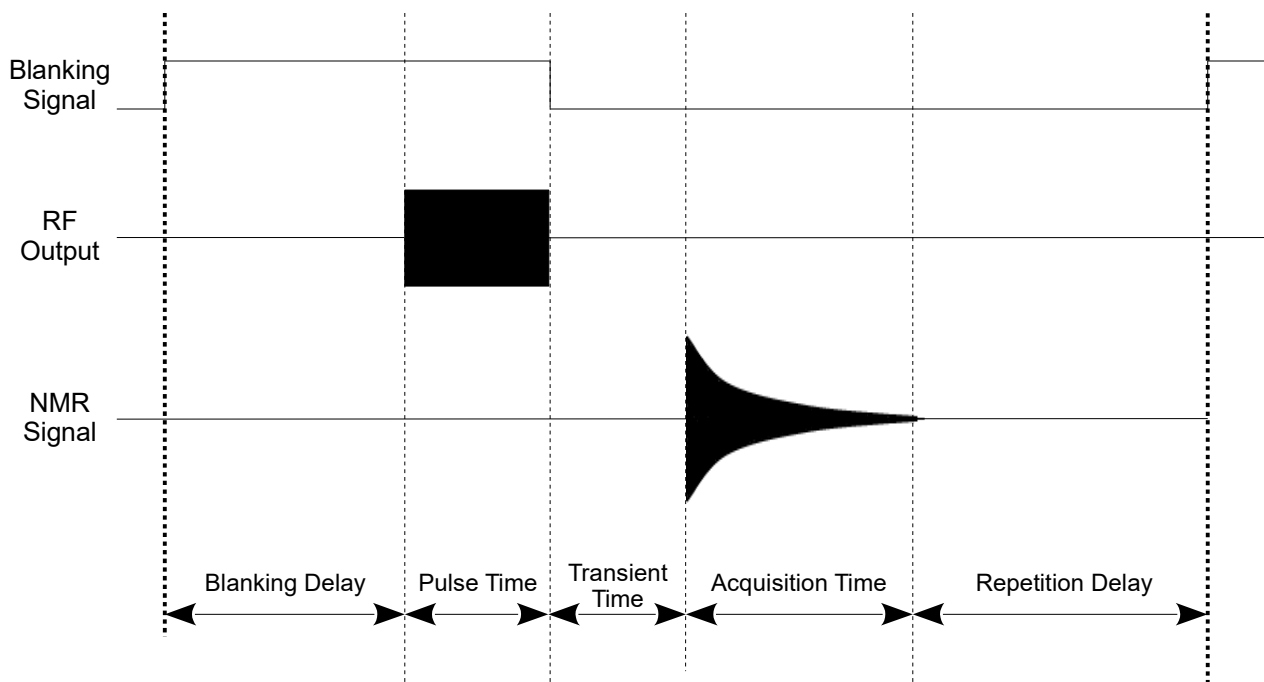 Blanking
Signal
RF
Output
NMR
Signal
Blanking Delay
Pulse Time
Transient
Time
Acquisition Time
Repetition Delay